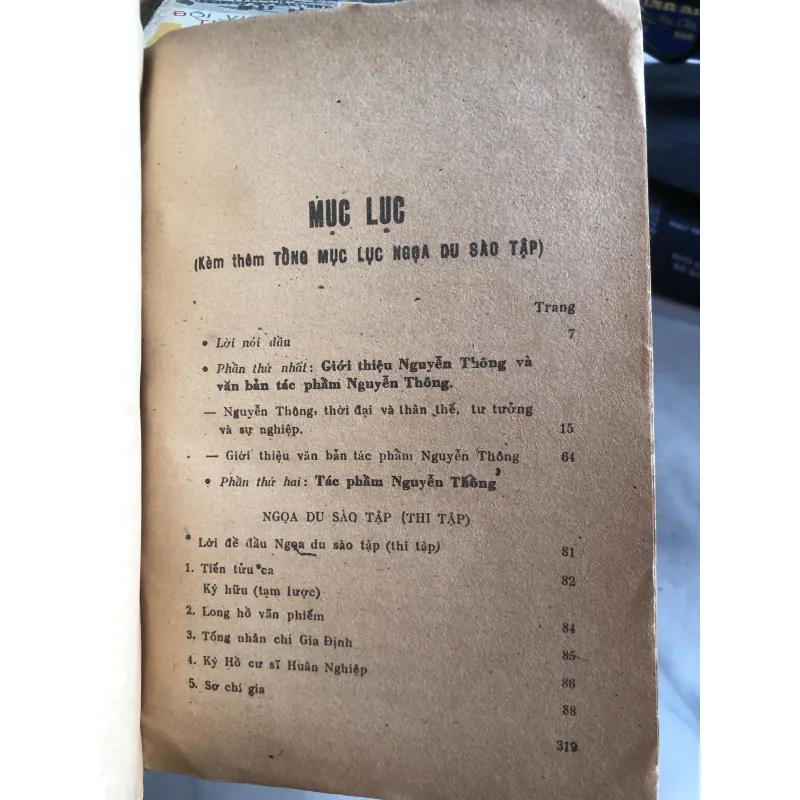 MỤC LỤC
(Kèm thêm TỔNG MỤC LỤC NGỌA DU SÀO TẬP)
Trang
• Lời nói đầu 7
• Phần thứ nhất: Giới thiệu Nguyễn Thông và
văn bản tác phẩm Nguyễn Thông.
— Nguyễn Thông, thời đại và thân thế, tư tưởng
và sự nghiệp. 15
— Giới thiệu văn bản tác phẩm Nguyễn Thông 64
• Phần thứ hai: Tác phẩm Nguyễn Thông
NGỌA DU SÀO TẬP (THI TẬP)
• Lời đề đầu Ngọa du sào tập (thi tập) 81
1. Tiến tửu ca 82
Ký hữu (tạm lược)
2. Long hồ vãn phiếm 84
3. Tống nhân chi Gia Định 85
4. Ký Hồ cư sĩ Huân Nghiệp 86
5. Sơ chí gia 88
319